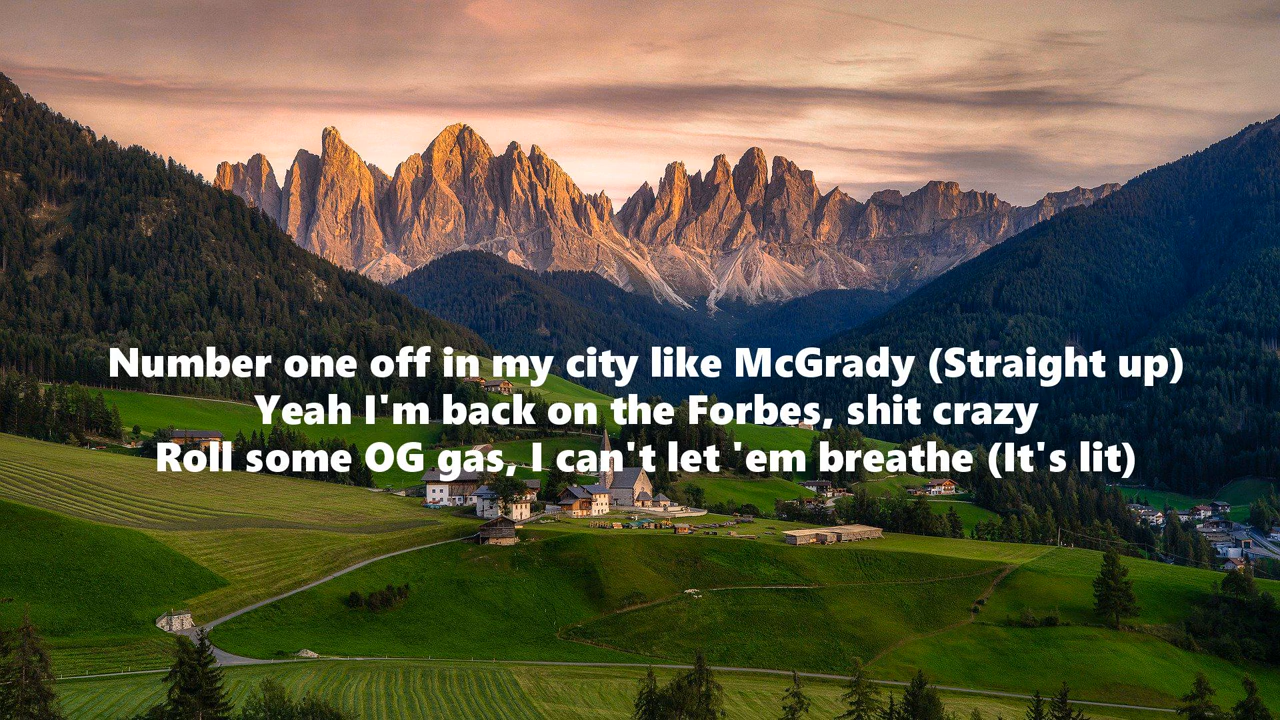 Number one off in my city like McGrady (Straight up)
Yeah I'm back on the Forbes, shit crazy
Roll some OG gas, I can't let 'em breathe (It's lit)